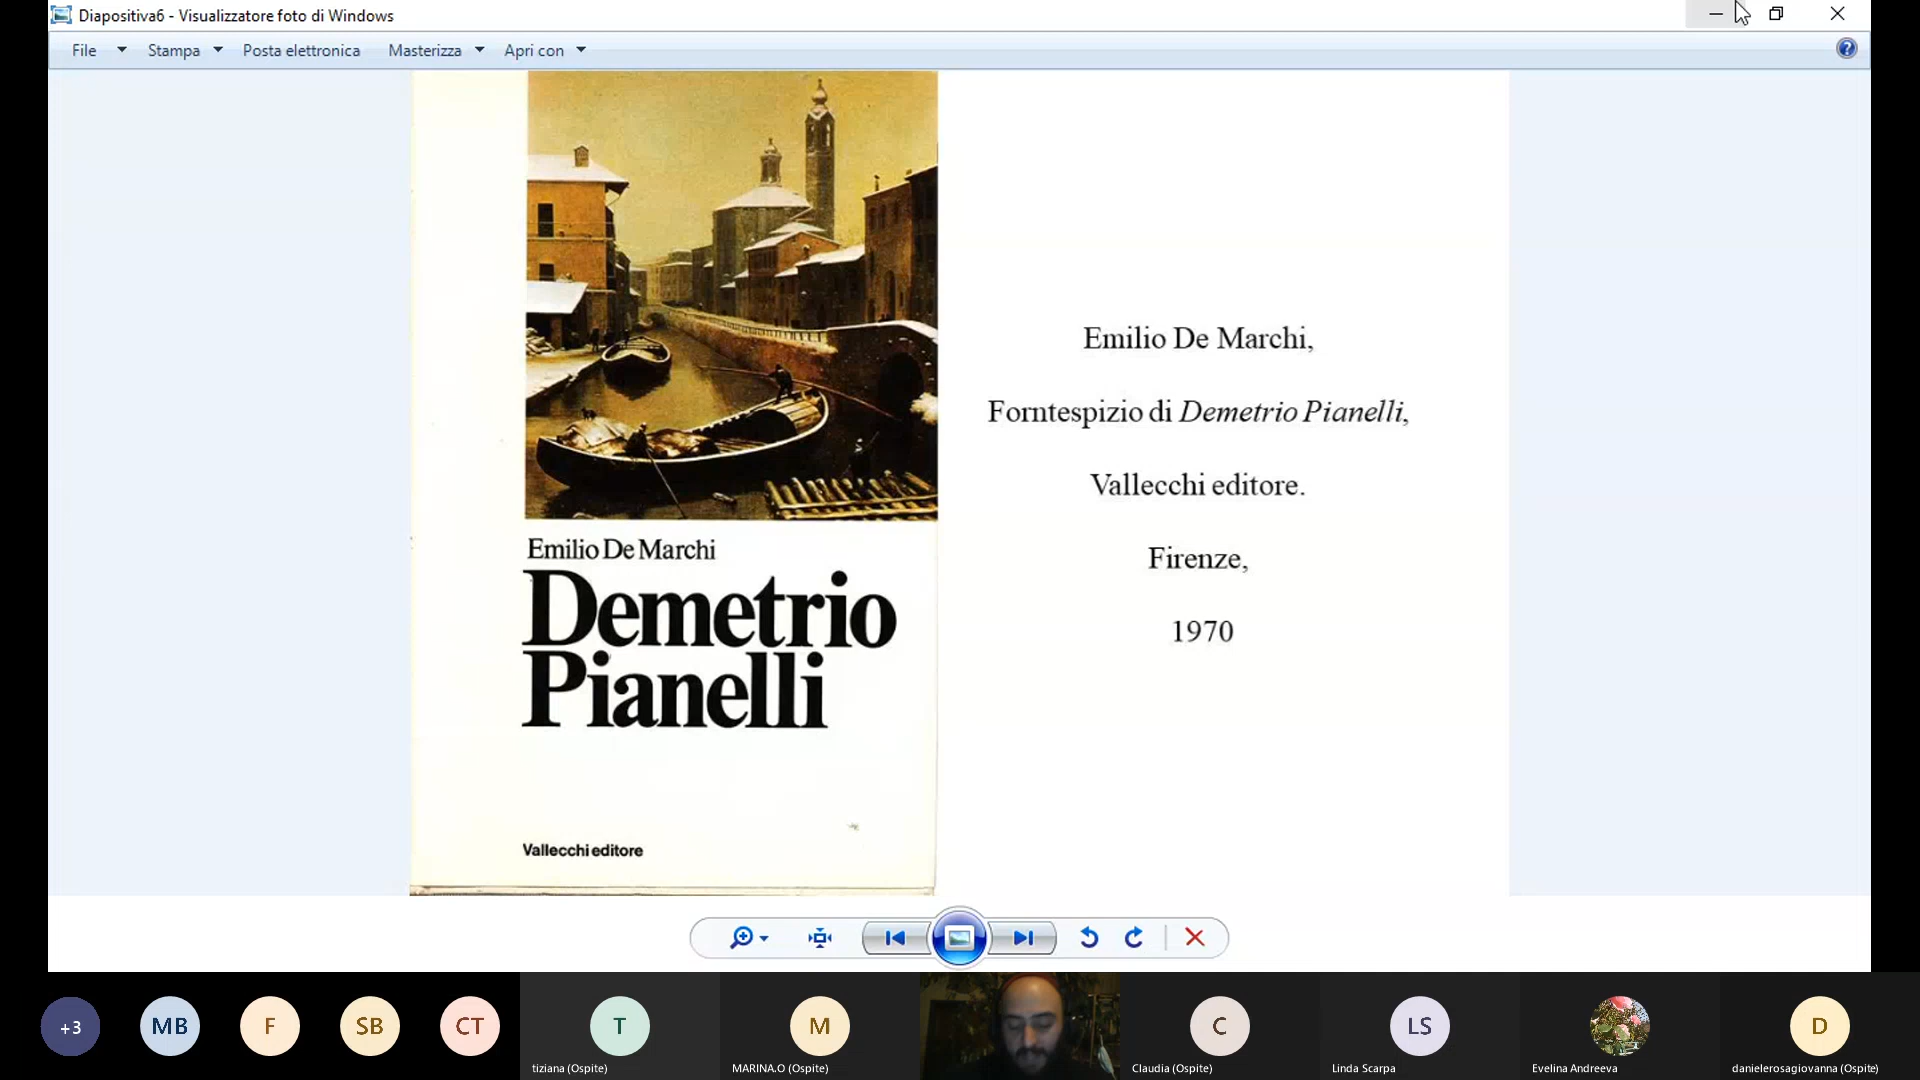 Diapositiva6 - Visualizzatore foto di Windows
File Stampa Posta elettronica Masterizza Apri con
Emilio De Marchi
Demetrio
Pianelli
Vallecchi editore
Emilio De Marchi,
Forntespizio di Demetrio Pianelli,
Vallecchi editore.
Firenze,
1970
+3 MB F SB CT T M C LS D
tiziana (Ospite) MARINA.O (Ospite) Claudia (Ospite) Linda Scarpa Evelina Andreeva danielerosagiovanna (Ospite)